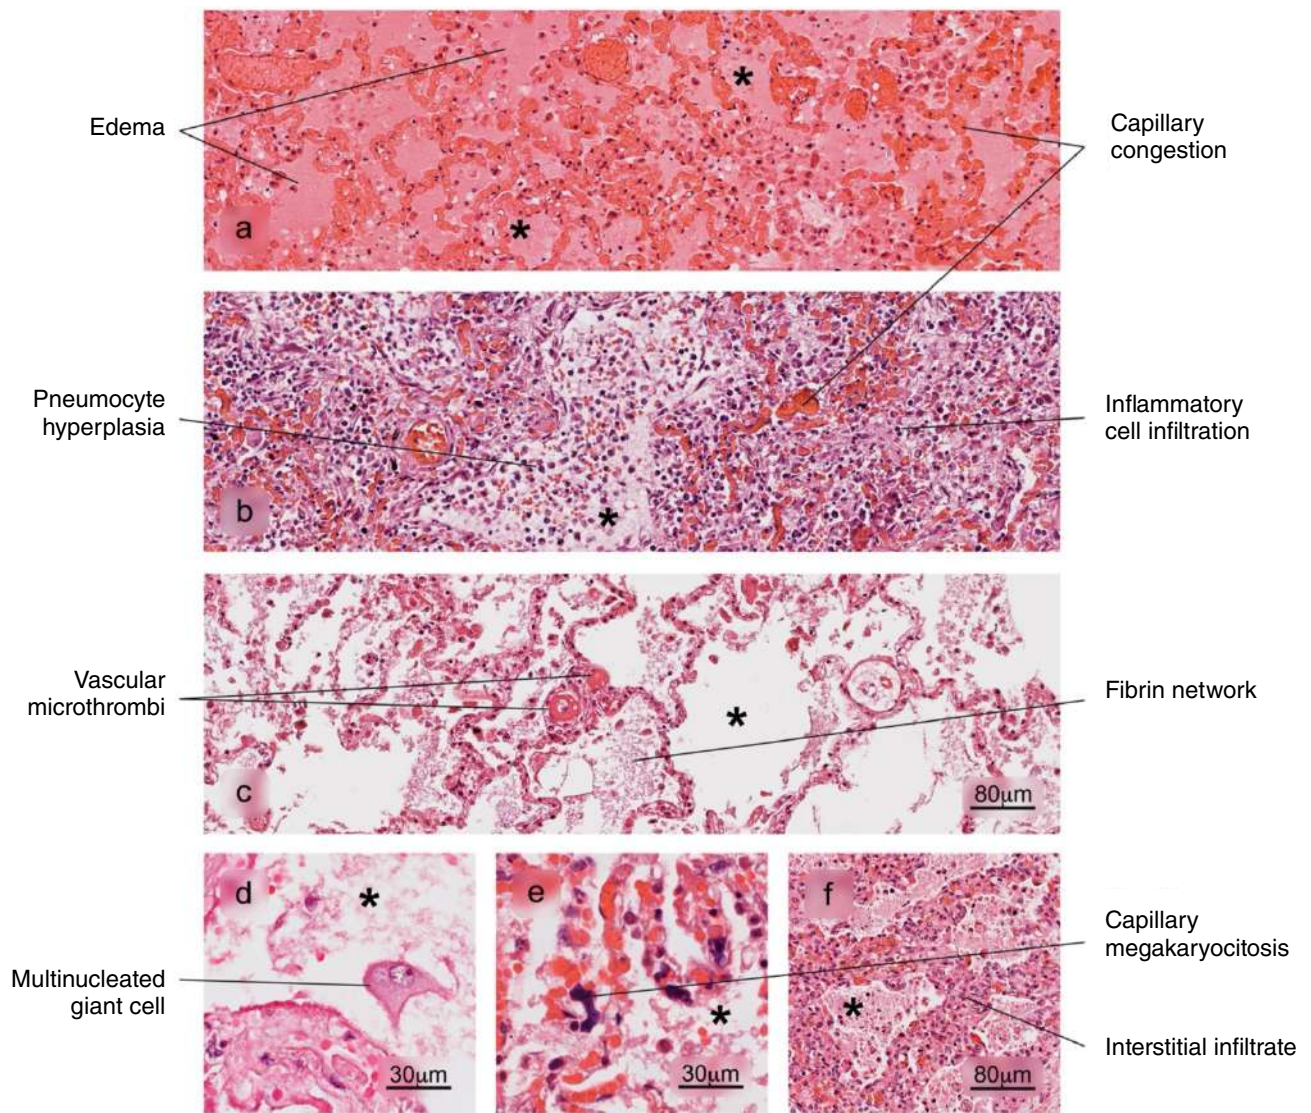 Edema
*
*
a
Capillary
congestion
Pneumocyte
hyperplasia
*
b
Inflammatory
cell infiltration
Vascular
microthrombi
*
c
80µm
Fibrin network
d
*
Multinucleated
giant cell
30µm
e
*
30µm
f
*
80µm
Capillary
megakaryocitosis
Interstitial infiltrate